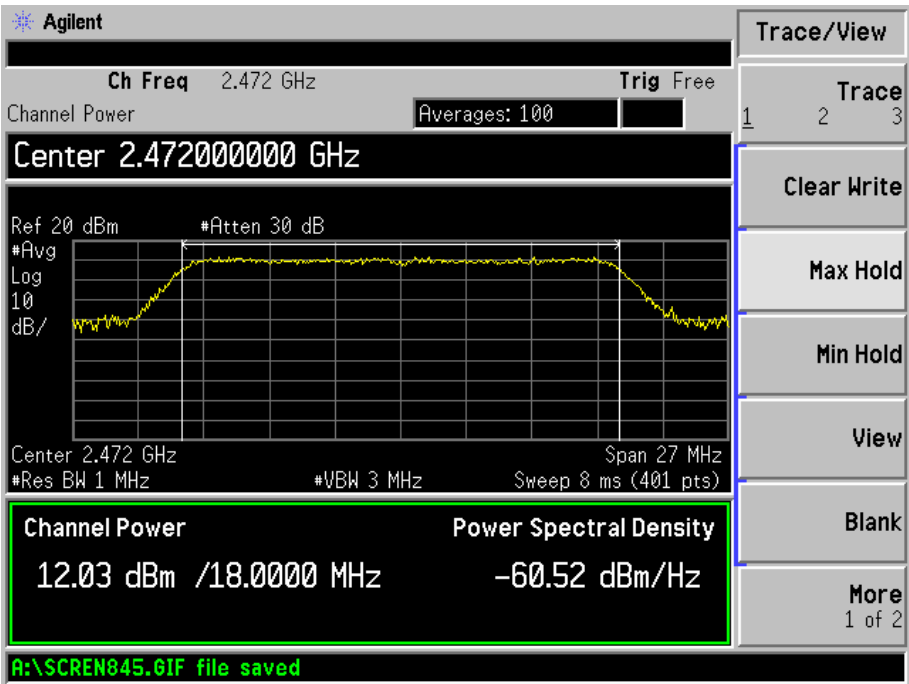 Agilent
Ch Freq 2.472 GHz Trig Free
Channel Power Averages: 100
Center 2.472000000 GHz
Ref 20 dBm #Atten 30 dB
#Avg
Log
10
dB/
Center 2.472 GHz Span 27 MHz
#Res BW 1 MHz #VBW 3 MHz Sweep 8 ms (401 pts)
Channel Power Power Spectral Density
12.03 dBm /18.0000 MHz -60.52 dBm/Hz
A:\SCREN845.GIF file saved
Trace/View
Trace
1 2 3
Clear Write
Max Hold
Min Hold
View
Blank
More
1 of 2